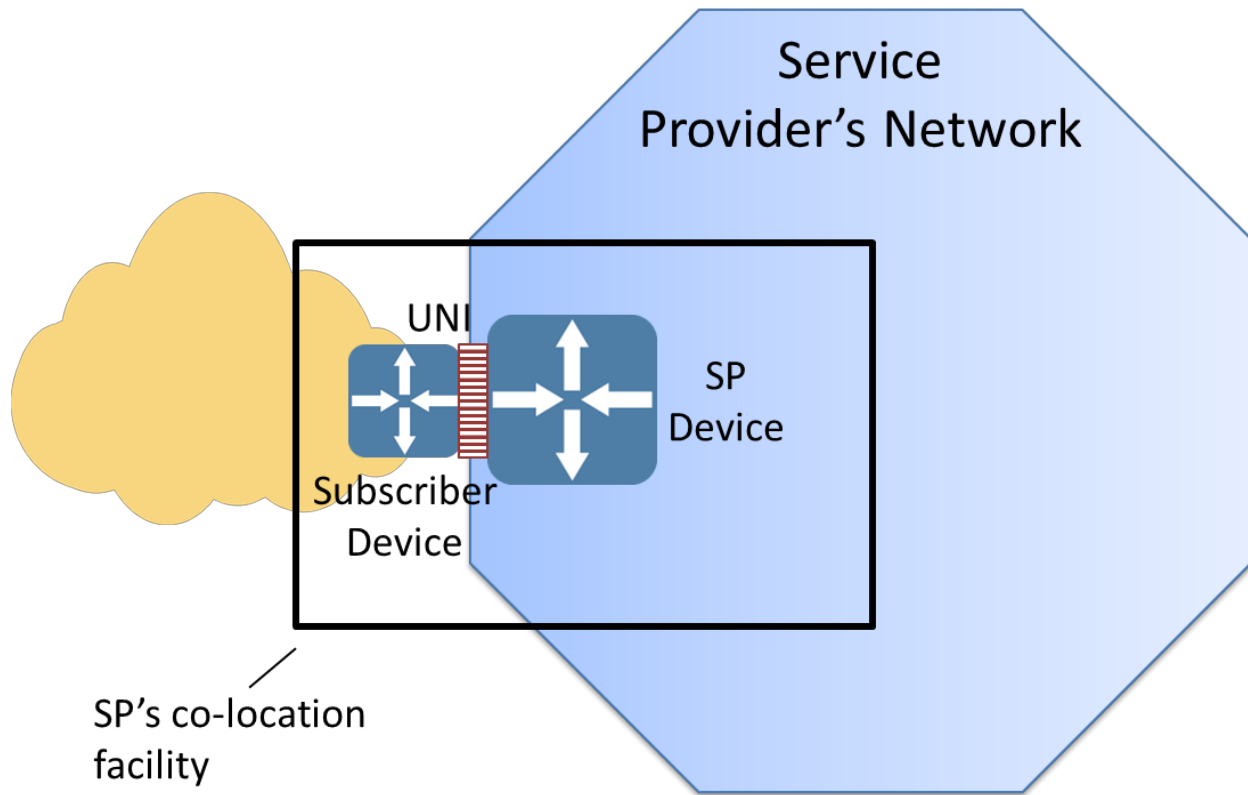 Service
Provider’s Network
UNI
SP
Device
Subscriber
Device
SP’s co-location
facility